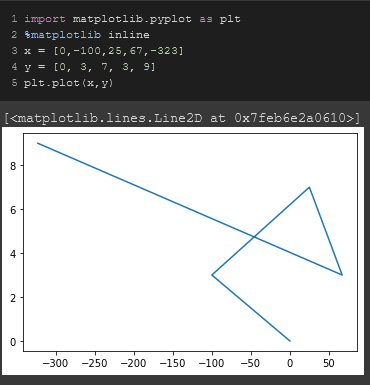 1 import matplotlib.pyplot as plt
2 %matplotlib inline
3 x = [0,-100,25,67,-323]
4 y = [0, 3, 7, 3, 9]
5 plt.plot(x,y)
[<matplotlib.lines.Line2D at 0x7feb6e2a0610>]
8
6
4
2
0
−300 −250 −200 −150 −100 −50 0 50